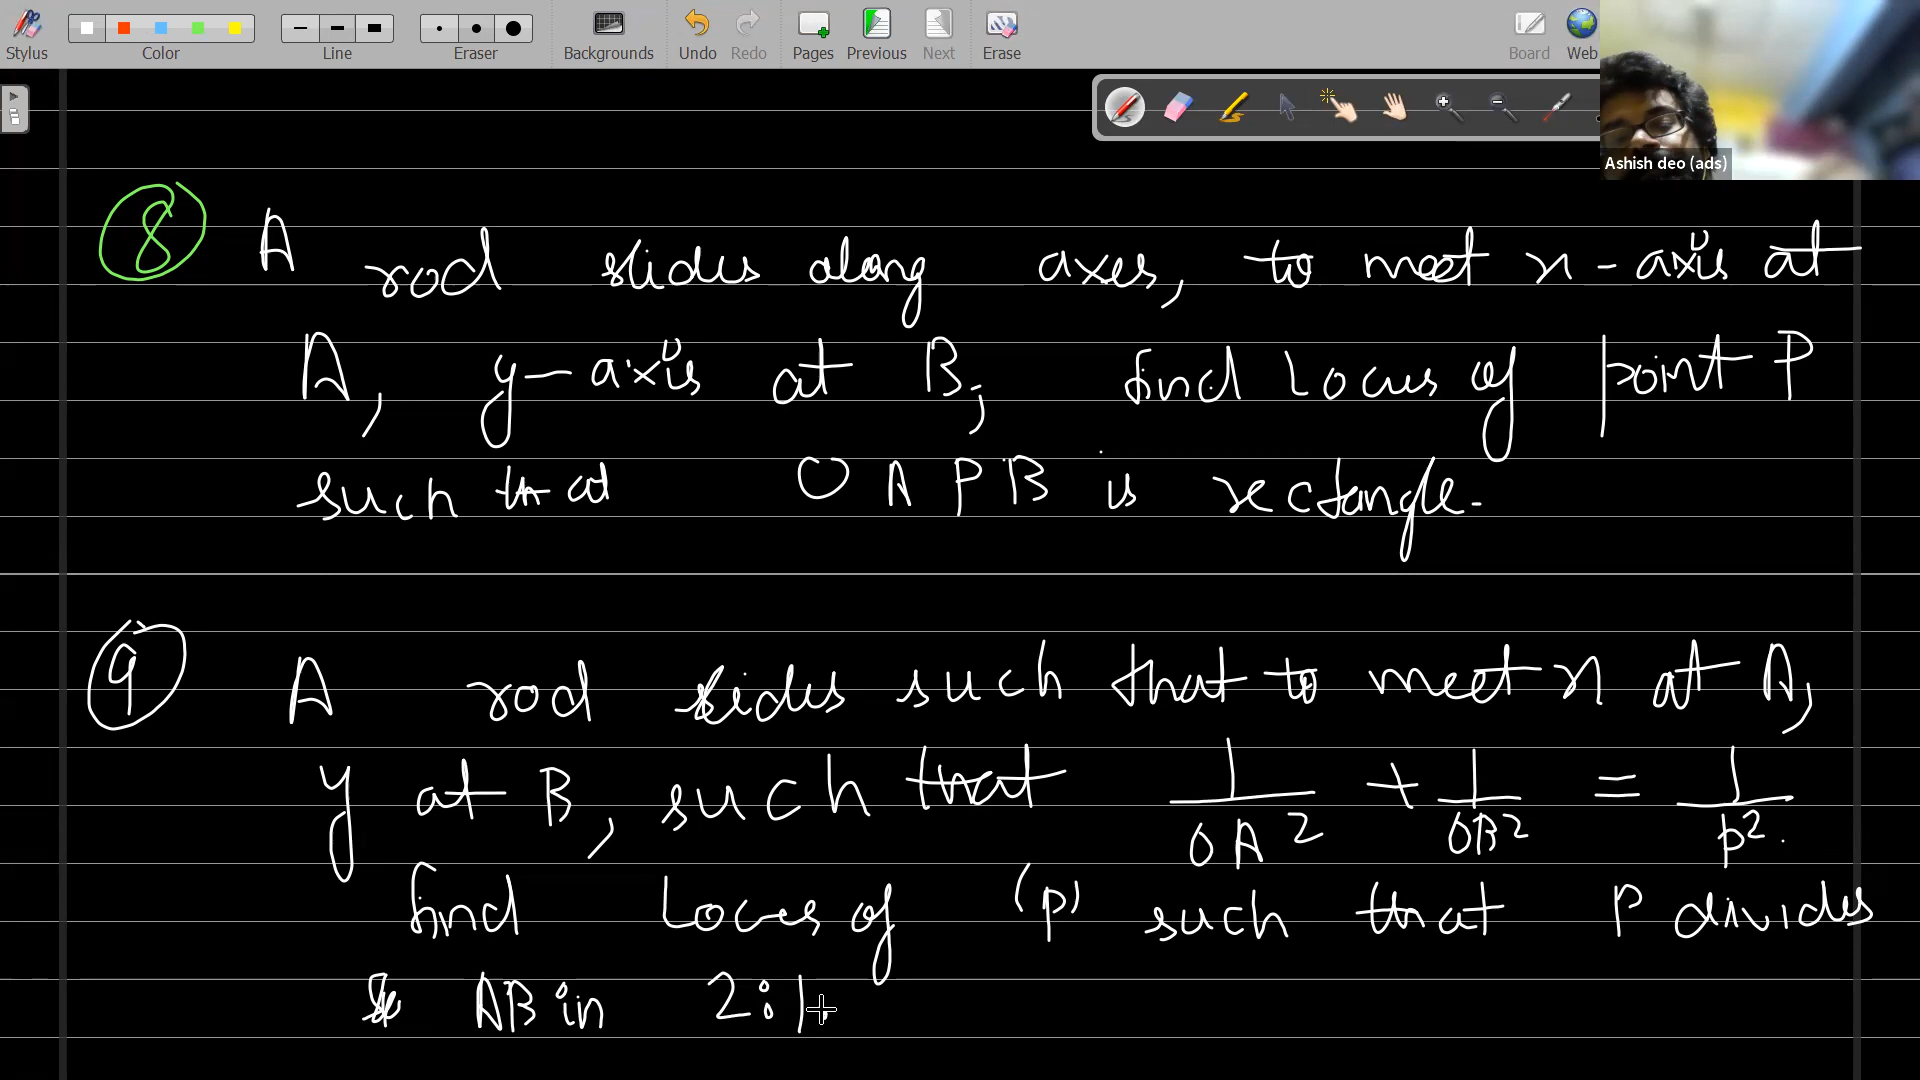 Stylus Color Line Eraser Backgrounds Undo Redo Pages Previous Next Erase Board Web
Ashish deo (ads)
8 A rod slides along axes, to meet x-axis at
A, y-axis at B; find Locus of point P
such that OAPB is rectangle.
9 A rod slides such that to meet x at A,
y at B, such that 1/OA² + 1/OB² = 1/p².
find Locus of (P) such that P divides
AB in 2:1